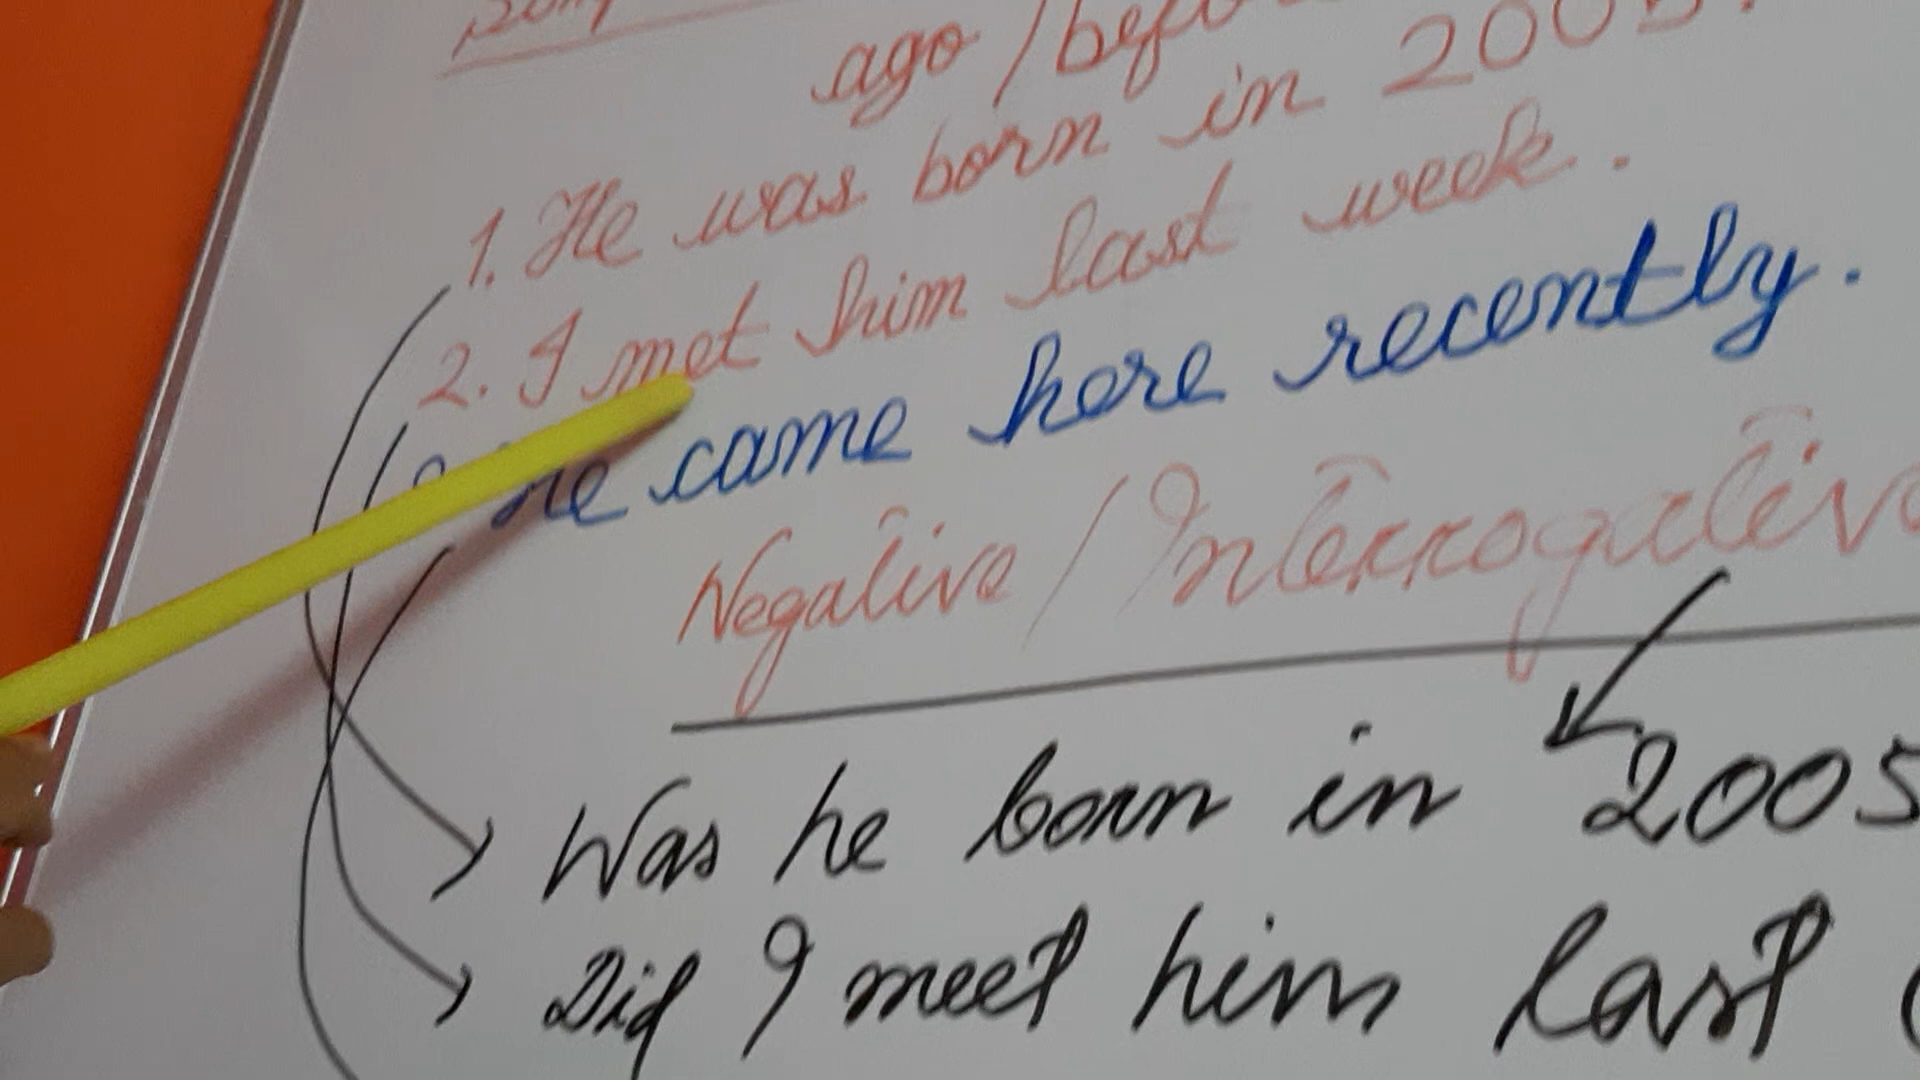 ago /
1. He was born in 2005.
2. I met him last week.
He came here recently.
Negative / Interrogative
Was he born in 2005
Did I meet him last